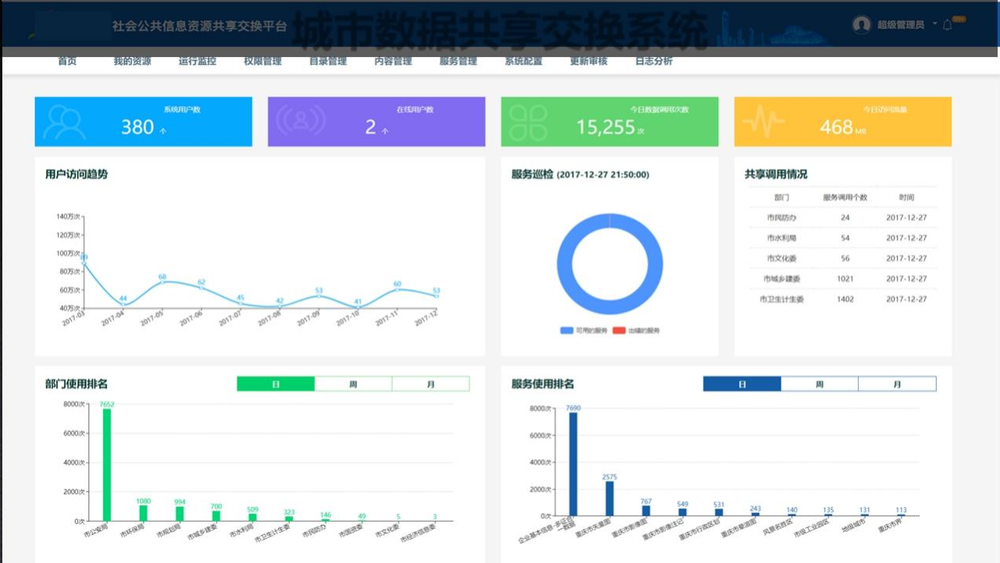 社会公共信息资源共享交换平台
城市数据共享交换系统
超级管理员
首页 我的资源 运行监控 权限管理 目录管理 内容管理 服务管理 系统配置 更新审核 日志分析
系统用户数
380 个
在线用户数
2 个
今日数据调用次数
15,255 次
今日访问流量
468 MB
用户访问趋势
140万次
120万次
100万次
80万次
60万次
40万次
44 68 62 45 42 53 41 60 53
2017-03 2017-04 2017-05 2017-06 2017-07 2017-08 2017-09 2017-10 2017-11 2017-12
服务巡检 (2017-12-27 21:50:00)
可用的服务 出错的服务
共享调用情况
部门 服务调用个数 时间
市民防办 24 2017-12-27
市水利局 54 2017-12-27
市文化委 56 2017-12-27
市城乡建委 1021 2017-12-27
市卫生计生委 1402 2017-12-27
部门使用排名
日 周 月
8000次
6000次
4000次
2000次
0次
7652 1080 994 700 509 323 146 49 5 3
市公安局 市环保局 市规划局 市城乡建委 市水利局 市卫生计生委 市民防办 市国资委 市文化委 市经济信息委
服务使用排名
日 周 月
8000次
6000次
4000次
2000次
0次
7690 2575 767 549 531 243 140 135 131 113
企业基本信息-多证合一数据 重庆市矢量图 重庆市影像图 重庆市影像注记 重庆市行政区划 重庆市晕渲图 风景名胜区 市级工业园区 地级城市 重庆市界